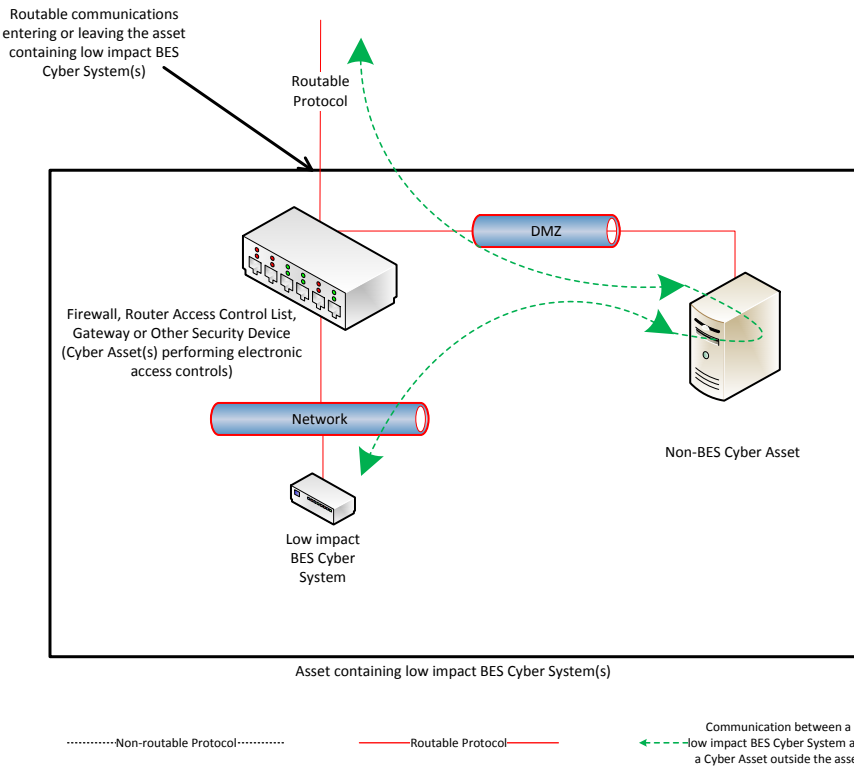 Routable communications
entering or leaving the asset
containing low impact BES
Cyber System(s)
Routable
Protocol
DMZ
Firewall, Router Access Control List,
Gateway or Other Security Device
(Cyber Asset(s) performing electronic
access controls)
Network
Non-BES Cyber Asset
Low impact
BES Cyber
System
Asset containing low impact BES Cyber System(s)
Non-routable Protocol
Routable Protocol
Communication between a
low impact BES Cyber System a
a Cyber Asset outside the asse